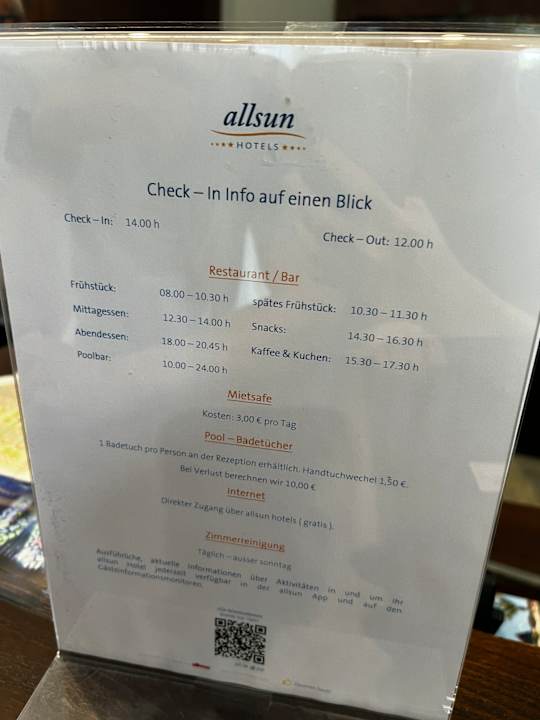 allsun
HOTELS
Check – In Info auf einen Blick
Check – In: 14.00 h
Check – Out: 12.00 h
Restaurant / Bar
Frühstück: 08.00 – 10.30 h spätes Frühstück: 10.30 – 11.30 h
Mittagessen: 12.30 – 14.00 h Snacks: 14.30 – 16.30 h
Abendessen: 18.00 – 20.45 h Kaffee & Kuchen: 15.30 – 17.30 h
Poolbar: 10.00 – 24.00 h
Mietsafe
Kosten: 3,00 € pro Tag
Pool – Badetücher
1 Badetuch pro Person an der Rezeption erhältlich. Handtuchwechel 1,50 €.
Bei Verlust berechnen wir 10,00 €
Internet
Direkter Zugang über allsun hotels ( gratis ).
Zimmerreinigung
Täglich – ausser sonntag
Ausführliche, aktuelle Informationen über Aktivitäten in und um Ihr
allsun Hotel jederzeit verfügbar in der allsun App und auf den
Gästeinformationsmonitoren.